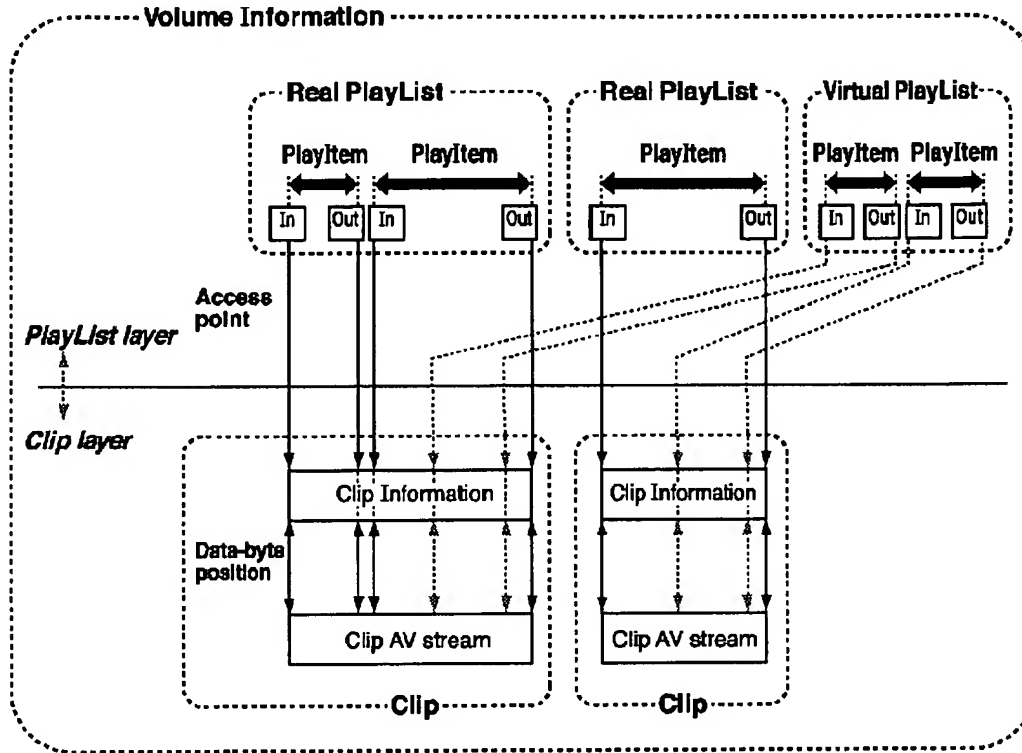 Volume Information
Real PlayList
Real PlayList
Virtual PlayList
PlayItem
PlayItem
PlayItem
PlayItem
PlayItem
In
Out
In
Out
In
Out
In
Out
In
Out
Access
point
PlayList layer
Clip layer
Clip Information
Clip Information
Data-byte
position
Clip AV stream
Clip AV stream
Clip
Clip